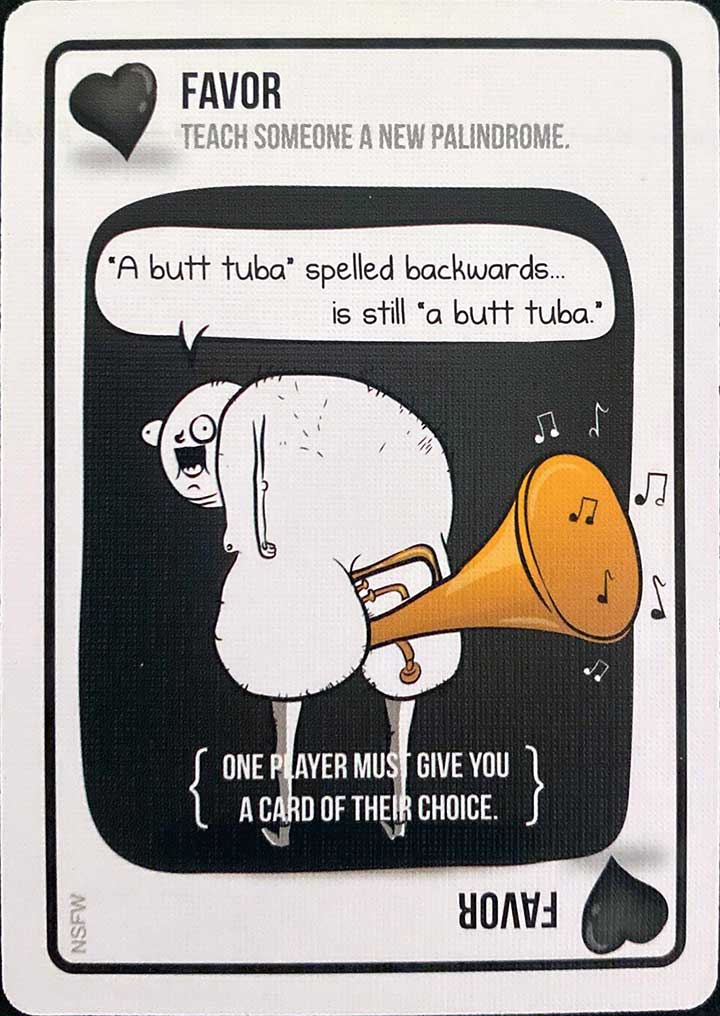 FAVOR
TEACH SOMEONE A NEW PALINDROME.
"A butt tuba" spelled backwards...
is still "a butt tuba."
ONE PLAYER MUST GIVE YOU
A CARD OF THEIR CHOICE.
FAVOR
NSFW